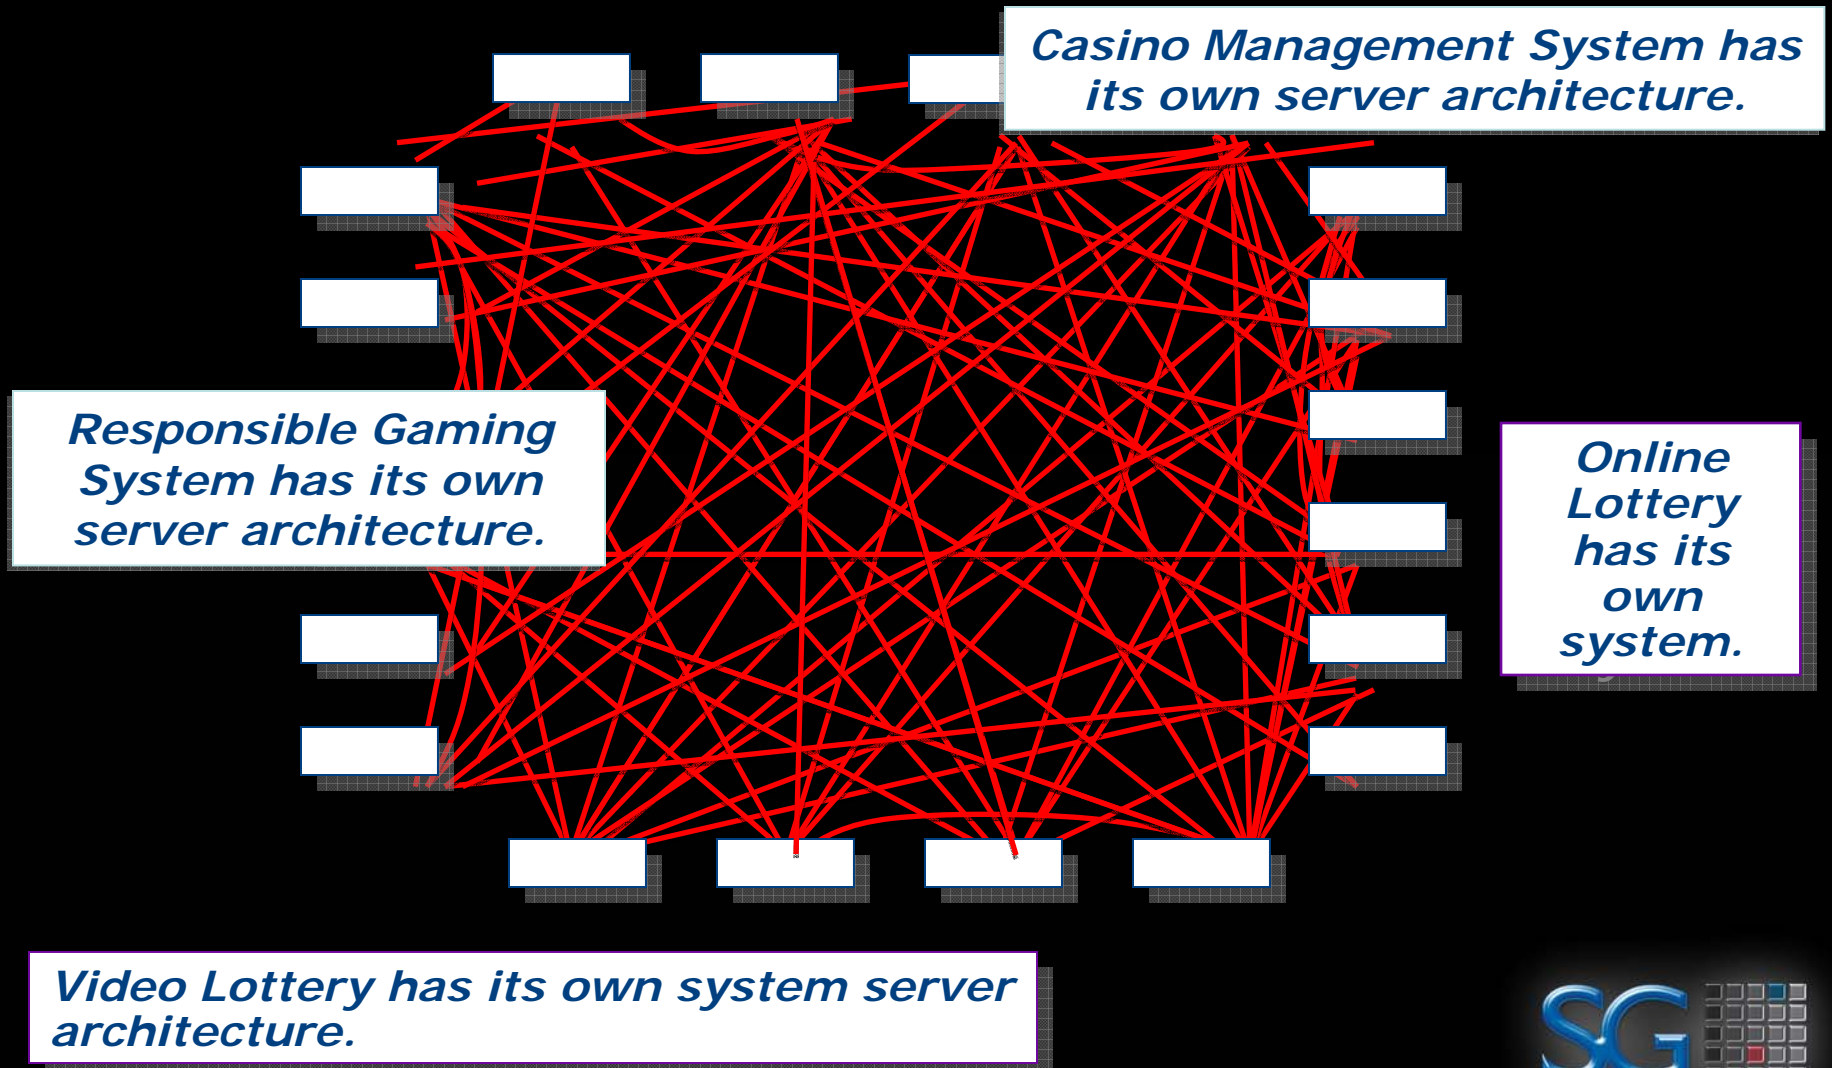 Casino Management System has
its own server architecture.
Responsible Gaming
System has its own
server architecture.
Online
Lottery
has its
own
system.
Video Lottery has its own system server
architecture.
SG